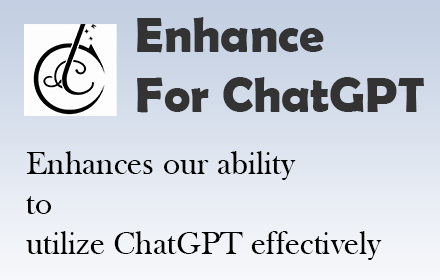 Enhance
For ChatGPT
Enhances our ability
to
utilize ChatGPT effectively